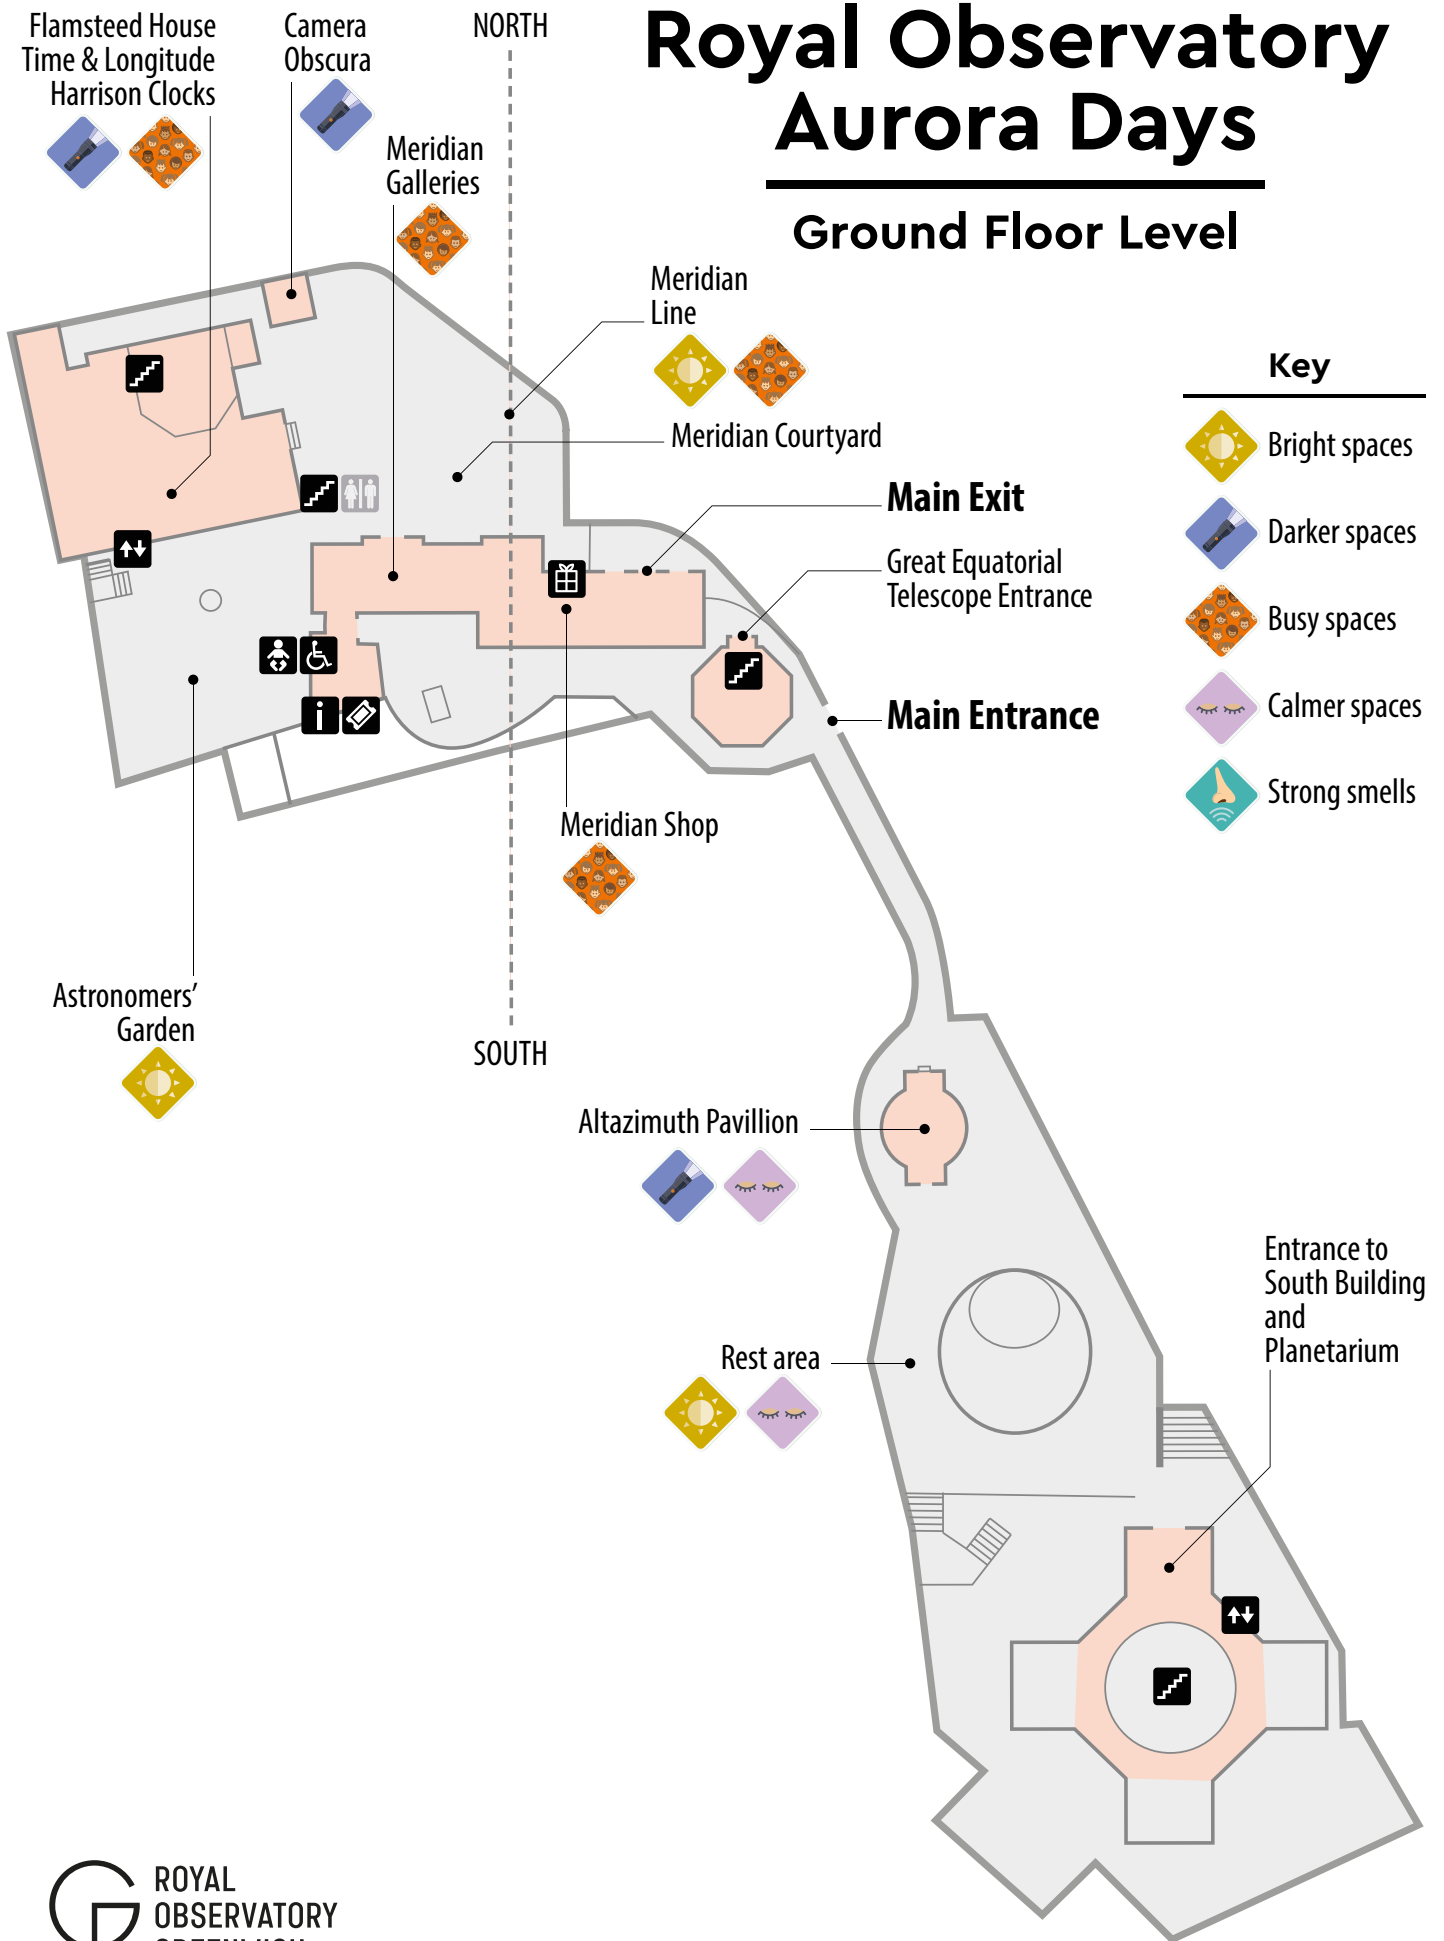 Royal Observatory
Aurora Days
Ground Floor Level
Flamsteed House
Time & Longitude
Harrison Clocks
Camera
Obscura
NORTH
Meridian
Galleries
Meridian
Line
Meridian Courtyard
Main Exit
Great Equatorial
Telescope Entrance
Main Entrance
Key
Bright spaces
Darker spaces
Busy spaces
Calmer spaces
Strong smells
Meridian Shop
Astronomers’
Garden
SOUTH
Altazimuth Pavillion
Entrance to
South Building
and
Planetarium
Rest area
ROYAL
OBSERVATORY